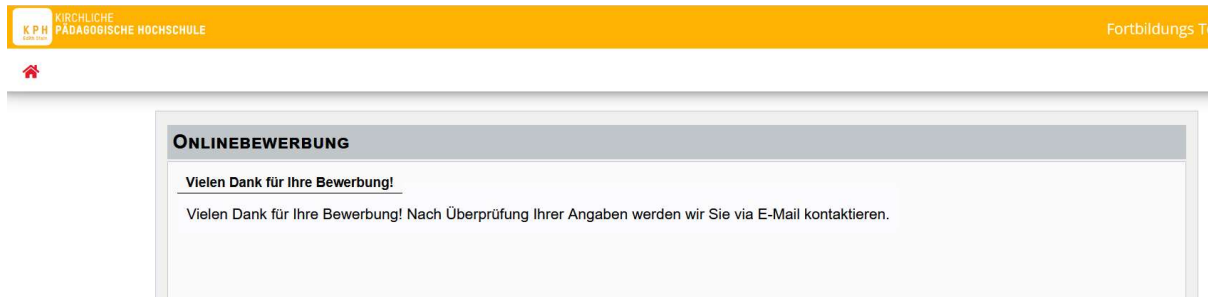 KIRCHLICHE
KPH PÄDAGOGISCHE HOCHSCHULE
Fortbildungs
ONLINEBEWERBUNG
Vielen Dank für Ihre Bewerbung!
Vielen Dank für Ihre Bewerbung! Nach Überprüfung Ihrer Angaben werden wir Sie via E-Mail kontaktieren.